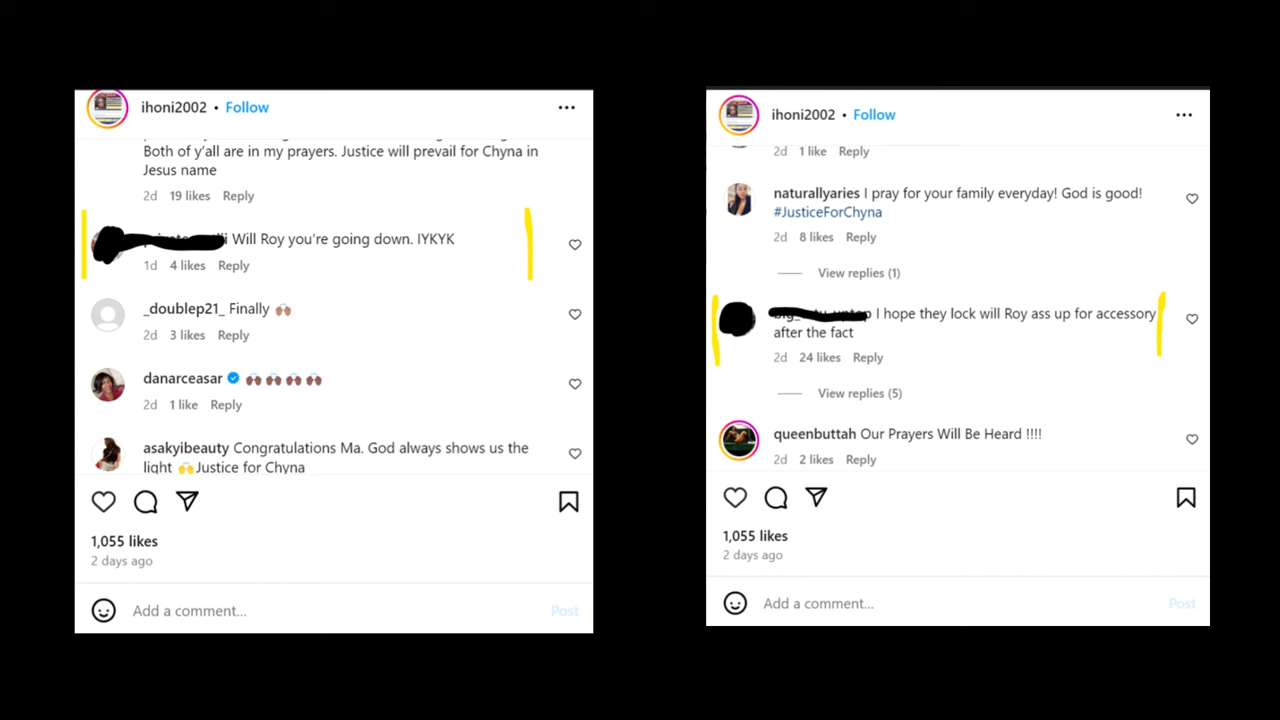 ihoni2002 • Follow
Both of y’all are in my prayers. Justice will prevail for Chyna in
Jesus name
2d 19 likes Reply
Will Roy you’re going down. IYKYK
1d 4 likes Reply
_doublep21_ Finally 🙌🏽
2d 3 likes Reply
danarceasar 🙌🏾 🙌🏾 🙌🏾 🙌🏾
2d 1 like Reply
asakyibeauty Congratulations Ma. God always shows us the
light 🙌Justice for Chyna
1,055 likes
2 days ago
Add a comment...
Post
ihoni2002 • Follow
2d 1 like Reply
naturallyaries I pray for your family everyday! God is good!
#JusticeForChyna
2d 8 likes Reply
View replies (1)
I hope they lock will Roy ass up for accessory
after the fact
2d 24 likes Reply
View replies (5)
queenbuttah Our Prayers Will Be Heard !!!!
2d 2 likes Reply
1,055 likes
2 days ago
Add a comment...
Post